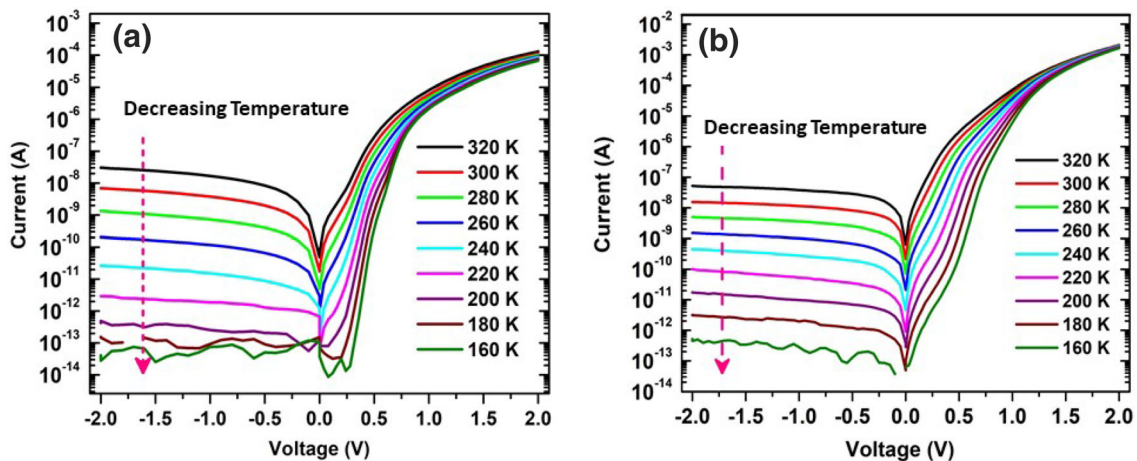 (a)
10⁻³
10⁻⁴
10⁻⁵
10⁻⁶
10⁻⁷
10⁻⁸
10⁻⁹
10⁻¹⁰
10⁻¹¹
10⁻¹²
10⁻¹³
10⁻¹⁴
Current (A)
Decreasing Temperature
320 K
300 K
280 K
260 K
240 K
220 K
200 K
180 K
160 K
-2.0 -1.5 -1.0 -0.5 0.0 0.5 1.0 1.5 2.0
Voltage (V)
(b)
10⁻²
10⁻³
10⁻⁴
10⁻⁵
10⁻⁶
10⁻⁷
10⁻⁸
10⁻⁹
10⁻¹⁰
10⁻¹¹
10⁻¹²
10⁻¹³
10⁻¹⁴
Current (A)
Decreasing Temperature
320 K
300 K
280 K
260 K
240 K
220 K
200 K
180 K
160 K
-2.0 -1.5 -1.0 -0.5 0.0 0.5 1.0 1.5 2.0
Voltage (V)